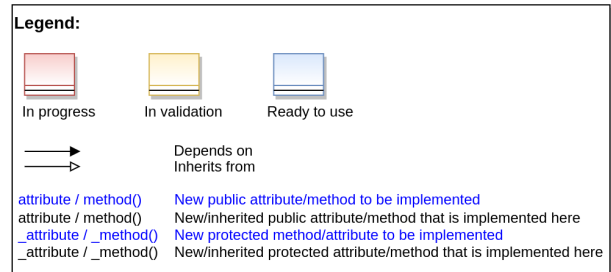 Legend:
In progress In validation Ready to use
Depends on
Inherits from
attribute / method() New public attribute/method to be implemented
attribute / method() New/inherited public attribute/method that is implemented here
_attribute / _method() New protected method/attribute to be implemented
_attribute / _method() New/inherited protected attribute/method that is implemented here